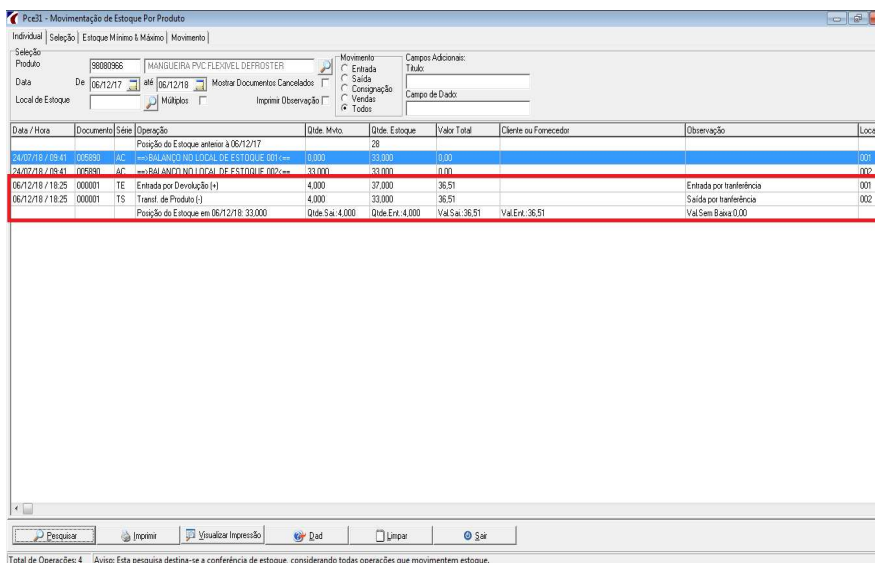 Pce31 - Movimentação de Estoque Por Produto
Individual Seleção Estoque Mínimo & Máximo Movimento
Seleção
Produto 98080966 MANGUEIRA PVC FLEXIVEL DEFROSTER
Data De 06/12/17 até 06/12/18 Mostrar Documentos Cancelados
Local de Estoque Múltiplos Imprimir Observação
Movimento
Entrada
Saída
Consignação
Vendas
Todos
Campos Adicionais:
Título:
Campo de Dado:
Data / Hora Documento Série Operação Qtde. Mvto. Qtde. Estoque Valor Total Cliente ou Fornecedor Observação Loca
Posição do Estoque anterior à 06/12/17 28
24/07/18 / 09:41 005890 AC ==>BALANÇO NO LOCAL DE ESTOQUE 001<== 0,000 33,000 0,00 001
24/07/18 / 09:41 005890 AC ==>BALANÇO NO LOCAL DE ESTOQUE 002<== 33,000 33,000 0,00 002
06/12/18 / 18:25 000001 TE Entrada por Devolução (+) 4,000 37,000 36,51 Entrada por tranferência 001
06/12/18 / 18:25 000001 TS Transf. de Produto (-) 4,000 33,000 36,51 Saída por tranferência 002
Posição do Estoque em 06/12/18: 33,000 Qtde.Sai.:4,000 Qtde.Ent.:4,000 Val.Sai.:36,51 Val.Ent.:36,51 Val.Sem Baixa:0,00
Pesquisar Imprimir Visualizar Impressão Dad Limpar Sair
Total de Operações: 4 Aviso: Esta pesquisa destina-se a conferência de estoque, considerando todas operações que movimentem estoque.